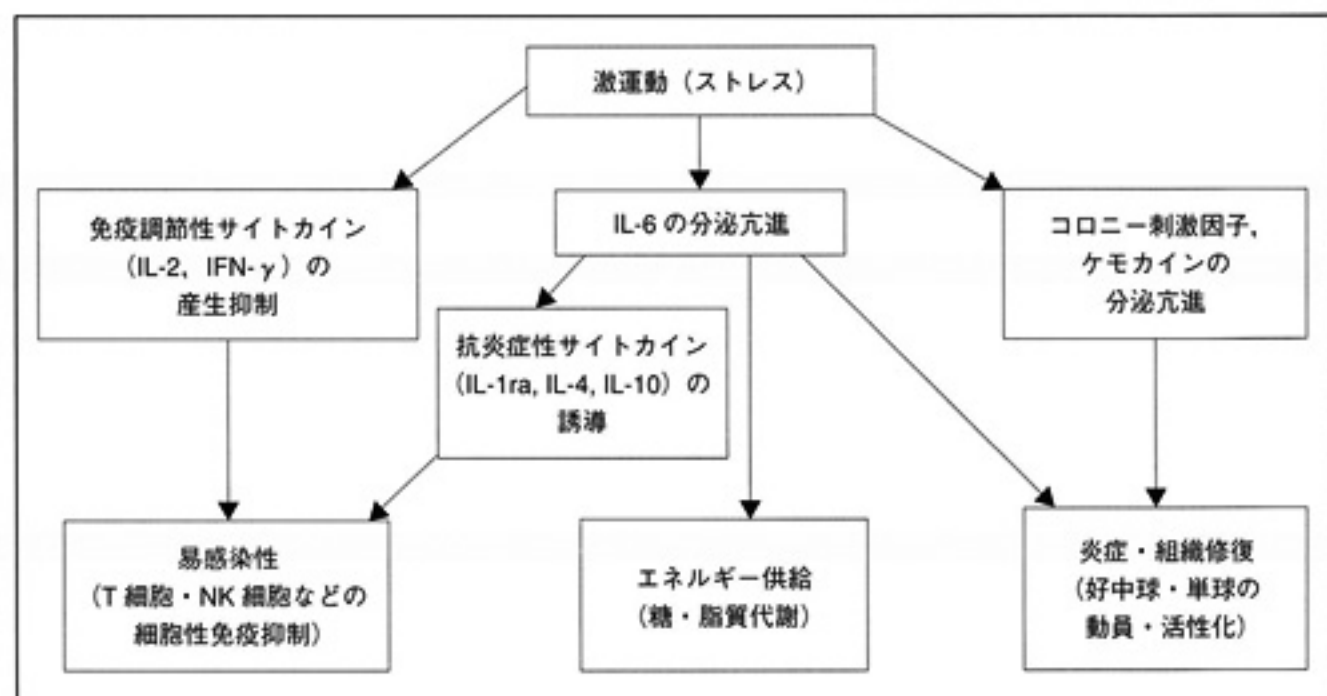 激運動（ストレス）
免疫調節性サイトカイン
（IL-2，IFN-γ）の
産生抑制
IL-6 の分泌亢進
コロニー刺激因子，
ケモカインの
分泌亢進
抗炎症性サイトカイン
（IL-1ra, IL-4, IL-10）の
誘導
易感染性
（T 細胞・NK 細胞などの
細胞性免疫抑制）
エネルギー供給
（糖・脂質代謝）
炎症・組織修復
（好中球・単球の
動員・活性化）